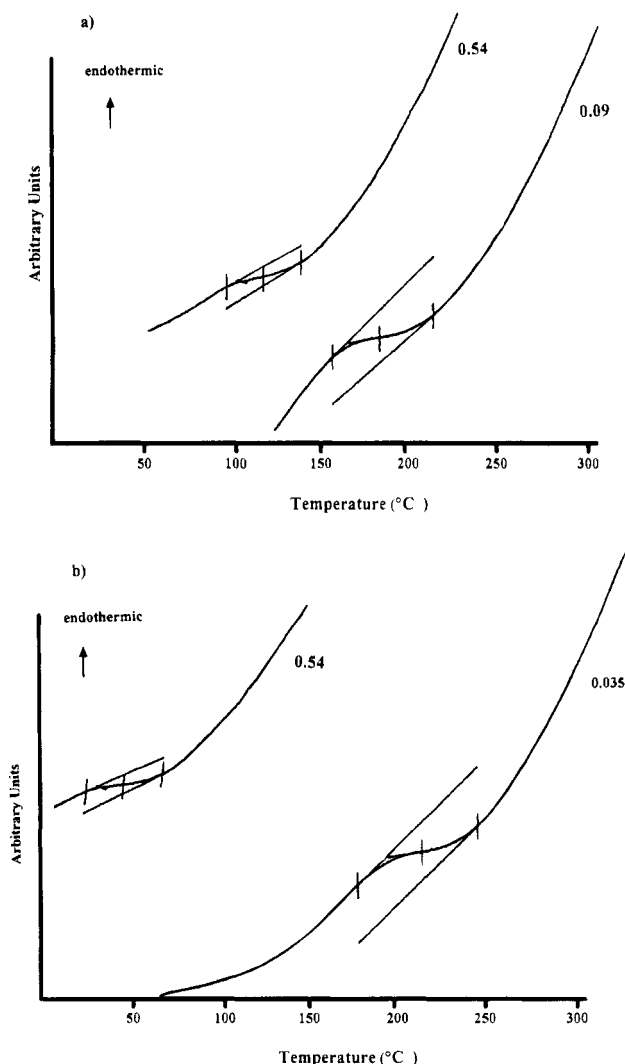 a)
endothermic
0.54
0.09
Arbitrary Units
50 100 150 200 250 300
Temperature (°C )
b)
endothermic
0.54
0.035
Arbitrary Units
50 100 150 200 250 300
Temperature (°C )